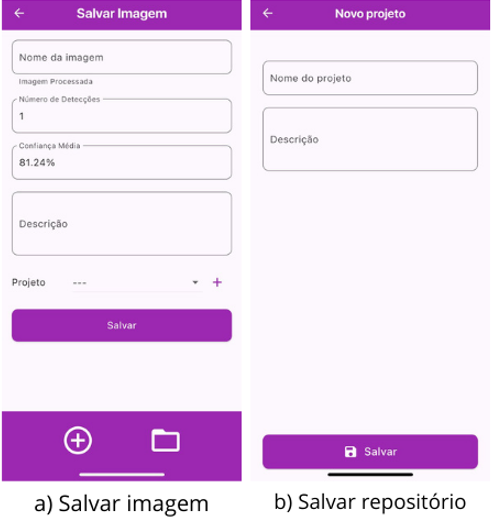 Salvar Imagem
Nome da imagem
Imagem Processada
Número de Detecções
1
Confiança Média
81.24%
Descrição
Projeto --- +
Salvar
a) Salvar imagem
Novo projeto
Nome do projeto
Descrição
Salvar
b) Salvar repositório